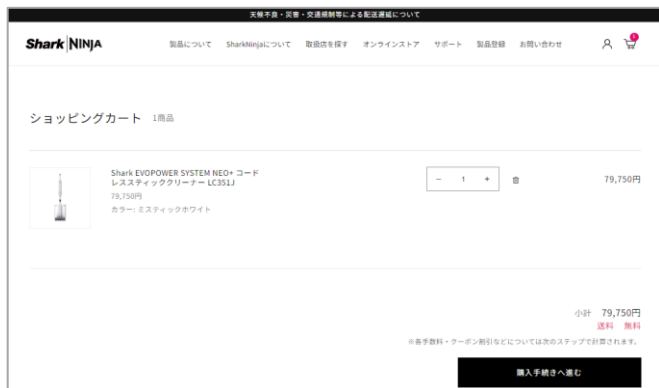 天候不良・災害・交通規制等による配送遅延について
Shark NINJA
製品について SharkNinjaについて 取扱店を探す オンラインストア サポート 製品登録 お問い合わせ
1
ショッピングカート 1商品
Shark EVOPOWER SYSTEM NEO+ コード
レススティッククリーナー LC351J
79,750円
カラー: ミスティックホワイト
− 1 +
79,750円
小計 79,750円
送料 無料
※各手数料・クーポン割引などについては次のステップで計算されます。
購入手続きへ進む